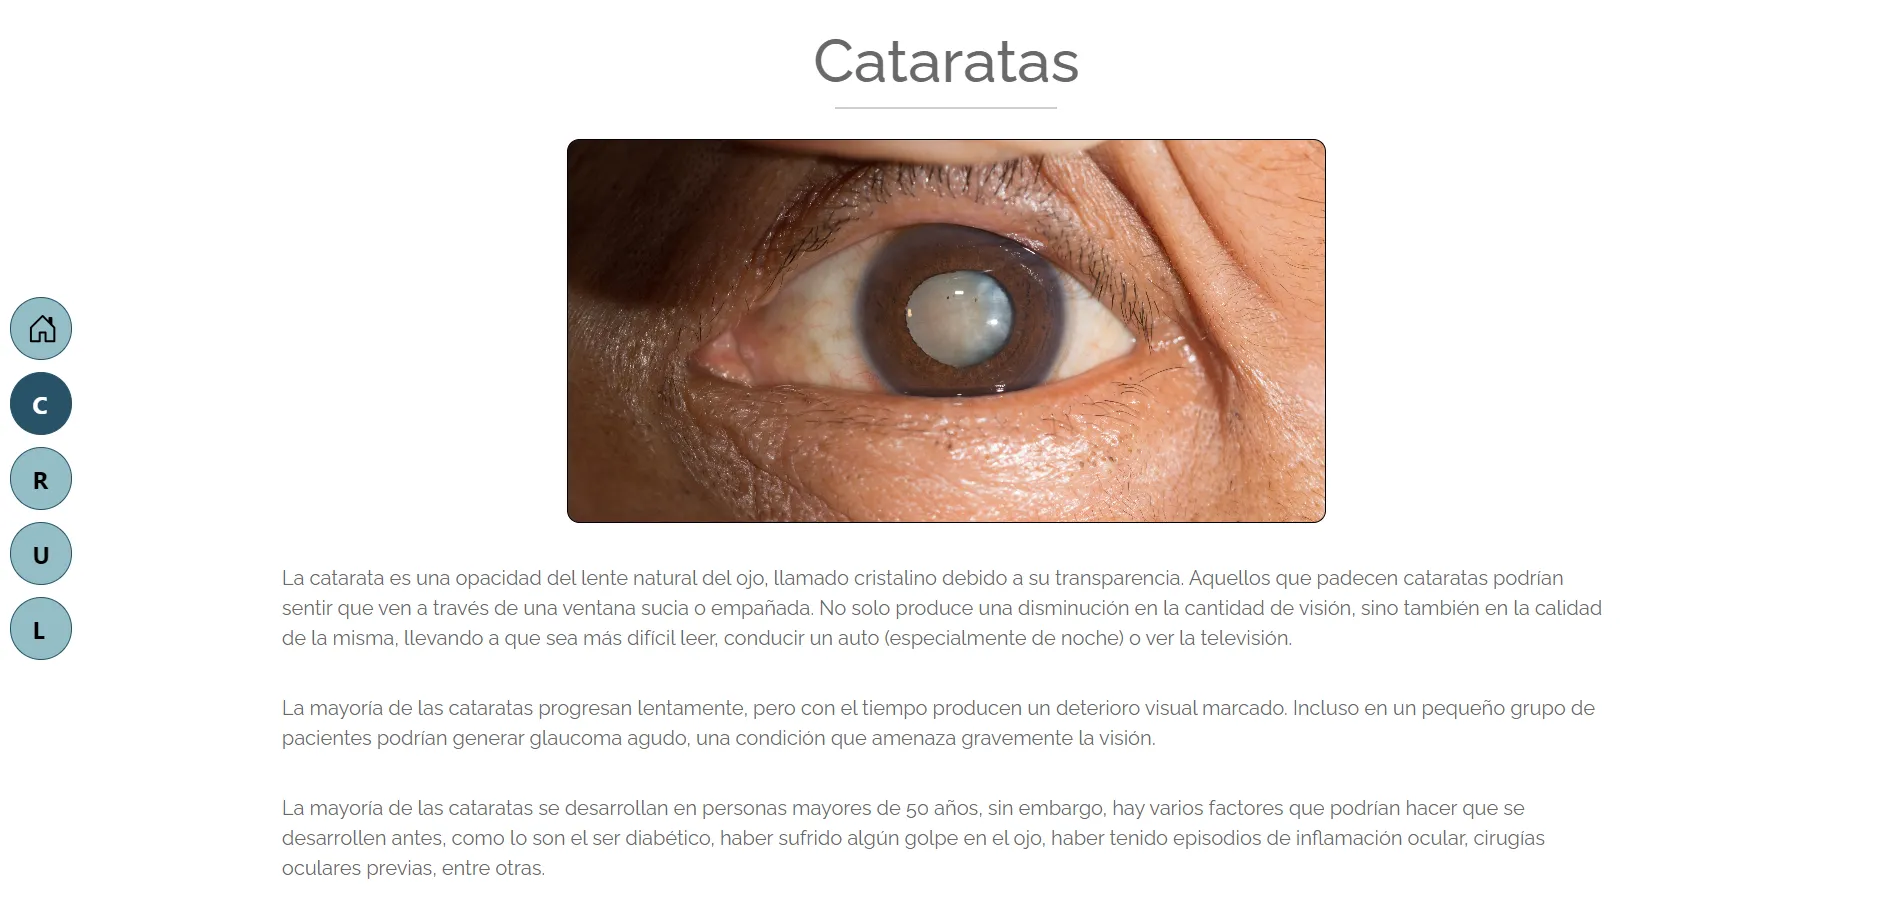 Cataratas
C
R
U
L
La catarata es una opacidad del lente natural del ojo, llamado cristalino debido a su transparencia. Aquellos que padecen cataratas podrían
sentir que ven a través de una ventana sucia o empañada. No solo produce una disminución en la cantidad de visión, sino también en la calidad
de la misma, llevando a que sea más difícil leer, conducir un auto (especialmente de noche) o ver la televisión.
La mayoría de las cataratas progresan lentamente, pero con el tiempo producen un deterioro visual marcado. Incluso en un pequeño grupo de
pacientes podrían generar glaucoma agudo, una condición que amenaza gravemente la visión.
La mayoría de las cataratas se desarrollan en personas mayores de 50 años, sin embargo, hay varios factores que podrían hacer que se
desarrollen antes, como lo son el ser diabético, haber sufrido algún golpe en el ojo, haber tenido episodios de inflamación ocular, cirugías
oculares previas, entre otras.